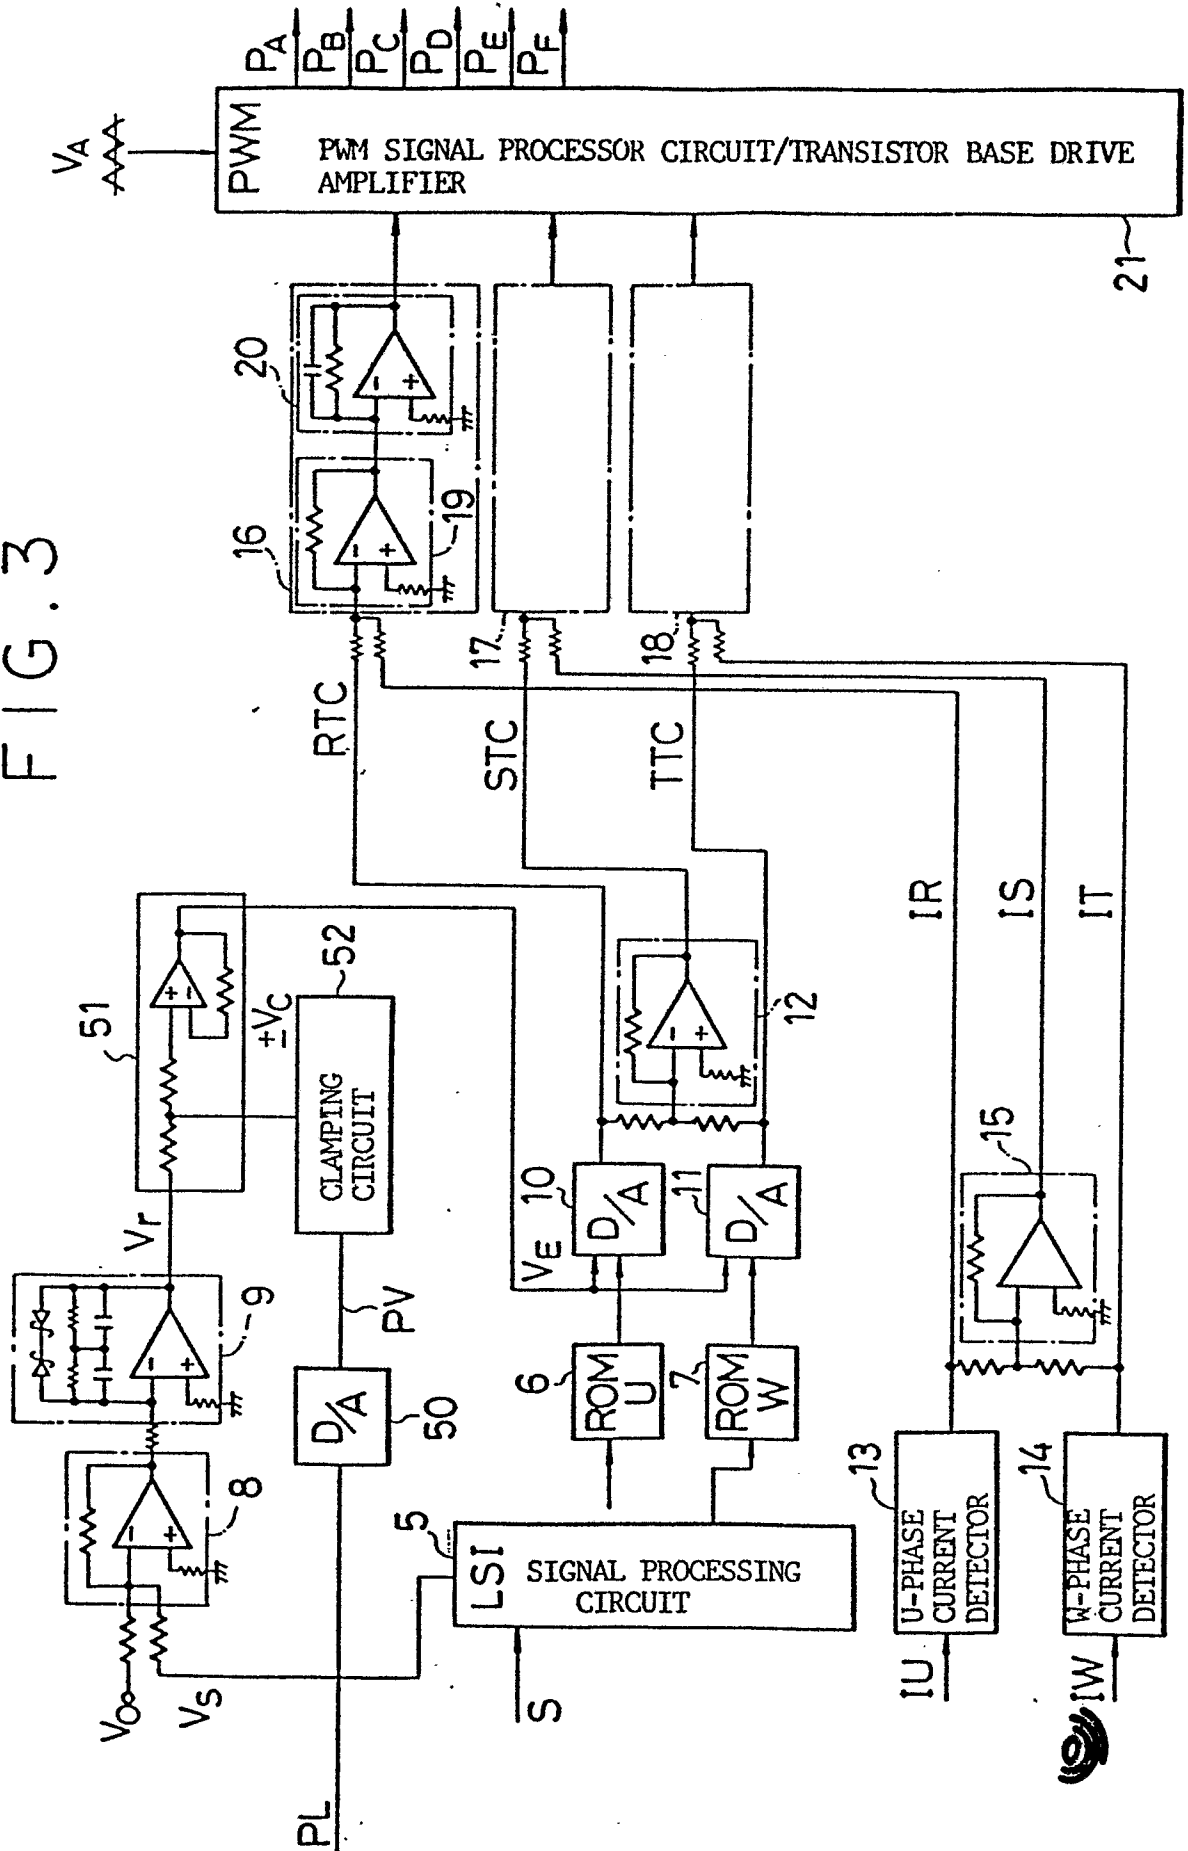 FIG. 3
VA
PA
PB
PC
PD
PE
PF
PWM
PWM SIGNAL PROCESSOR CIRCUIT/TRANSISTOR BASE DRIVE
AMPLIFIER
21
20
16
19
17
18
RTC
STC
TTC
51
±VC
52
CLAMPING
CIRCUIT
Vr
9
8
VO
VS
PV
D/A
50
PL
VE
10
D/A
11
D/A
12
6
ROM
U
7
ROM
W
5
LSI
SIGNAL PROCESSING
CIRCUIT
S
IR
IS
IT
15
13
U-PHASE
CURRENT
DETECTOR
14
W-PHASE
CURRENT
DETECTOR
IU
IW